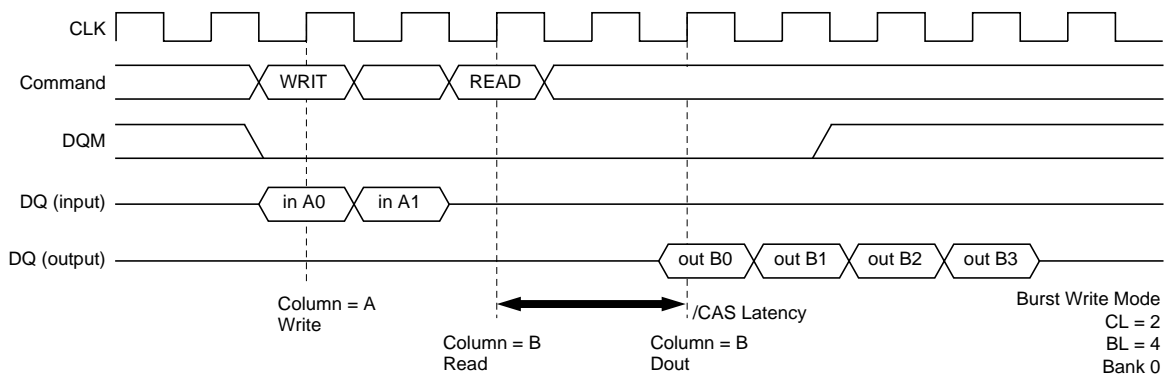 CLK
Command
WRIT
READ
DQM
DQ (input)
in A0
in A1
DQ (output)
out B0
out B1
out B2
out B3
Column = A
Write
/CAS Latency
Column = B
Read
Column = B
Dout
Burst Write Mode
CL = 2
BL = 4
Bank 0